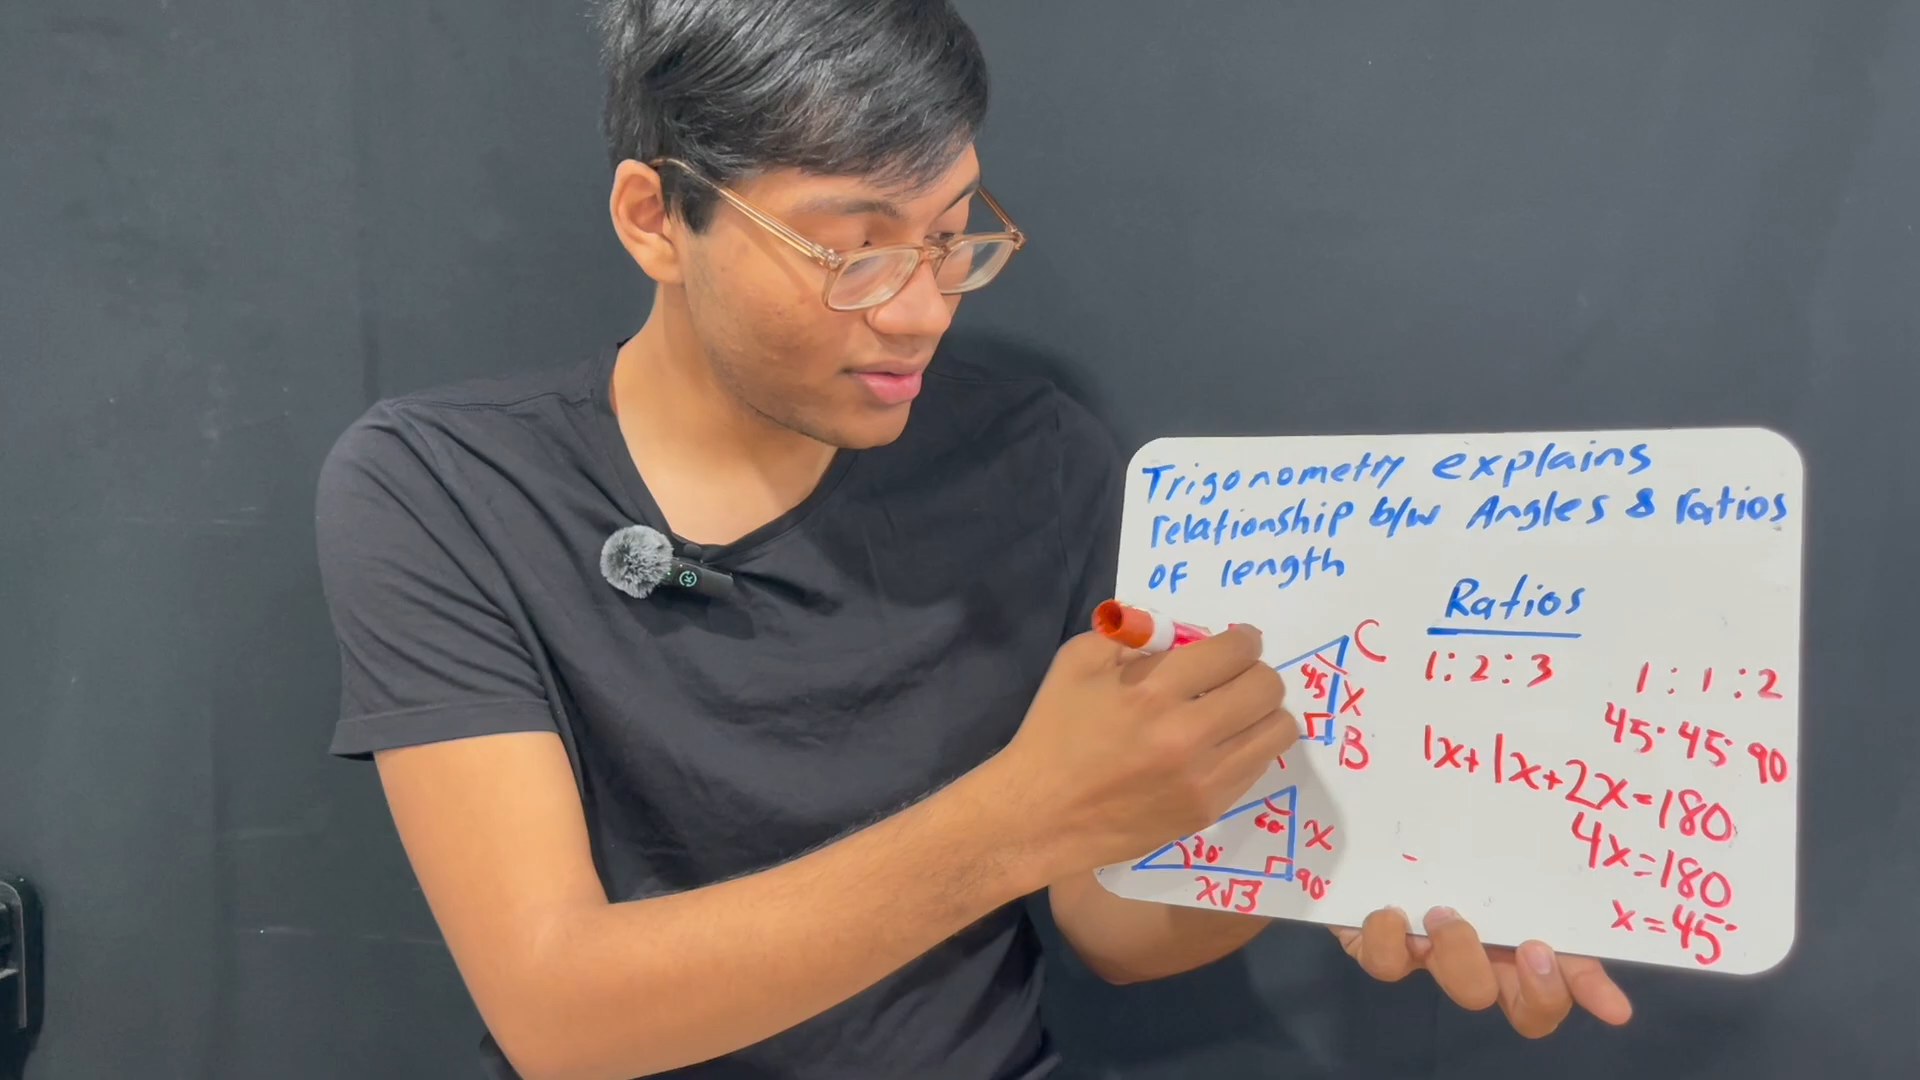 Trigonometry explains
relationship b/w Angles & ratios
of length
Ratios
1:2:3
1:1:2
45° 45° 90
1x+1x+2x=180
4x=180
x=45°
C
45
x
B
60°
x
30°
90°
x√3